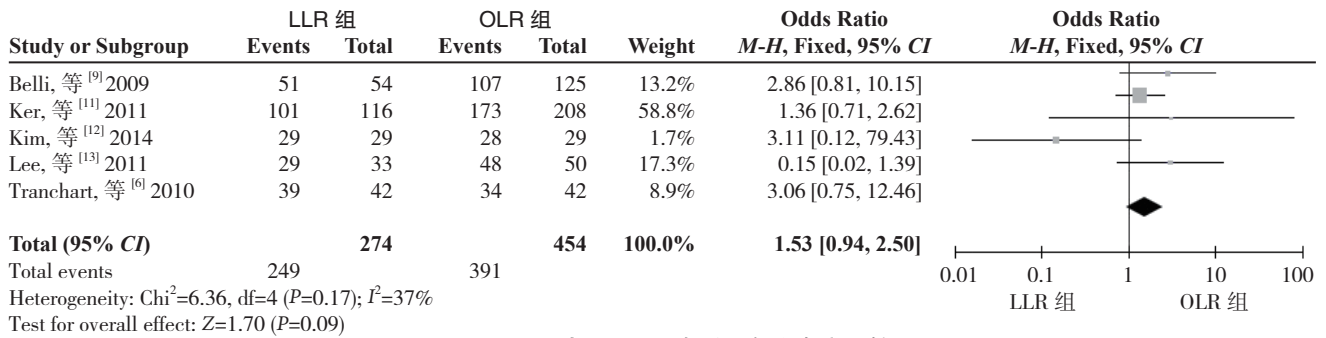 LLR 组 OLR 组 Odds Ratio Odds Ratio
Study or Subgroup Events Total Events Total Weight M-H, Fixed, 95% CI M-H, Fixed, 95% CI
Belli, 等 [9] 2009 51 54 107 125 13.2% 2.86 [0.81, 10.15]
Ker, 等 [11] 2011 101 116 173 208 58.8% 1.36 [0.71, 2.62]
Kim, 等 [12] 2014 29 29 28 29 1.7% 3.11 [0.12, 79.43]
Lee, 等 [13] 2011 29 33 48 50 17.3% 0.15 [0.02, 1.39]
Tranchart, 等 [6] 2010 39 42 34 42 8.9% 3.06 [0.75, 12.46]
Total (95% CI) 274 454 100.0% 1.53 [0.94, 2.50]
Total events 249 391
Heterogeneity: Chi²=6.36, df=4 (P=0.17); I²=37%
Test for overall effect: Z=1.70 (P=0.09)
0.01 0.1 1 10 100
LLR 组 OLR 组